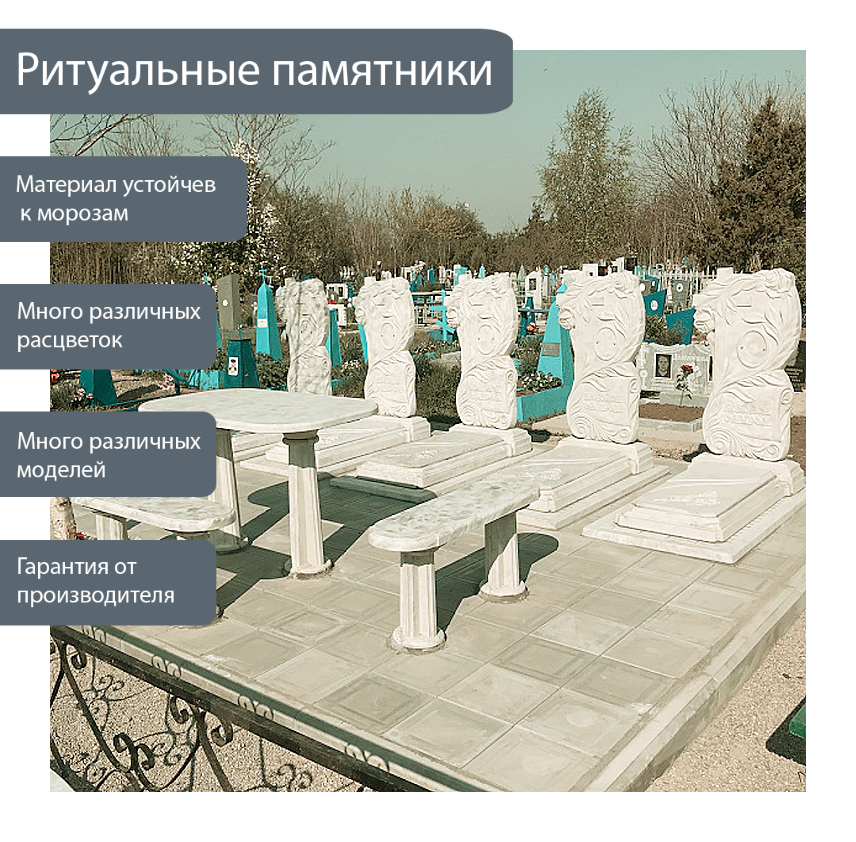 Ритуальные памятники
Материал устойчев
к морозам
Много различных
расцветок
Много различных
моделей
Гарантия от
производителя